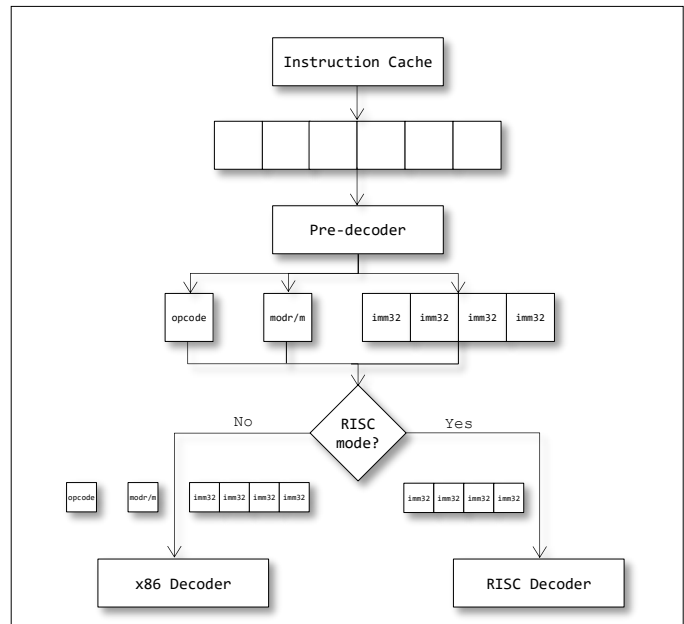 Instruction Cache
Pre-decoder
opcode
modr/m
imm32 imm32 imm32 imm32
RISC
mode?
No
Yes
opcode
modr/m
imm32 imm32 imm32 imm32
imm32 imm32 imm32 imm32
x86 Decoder
RISC Decoder